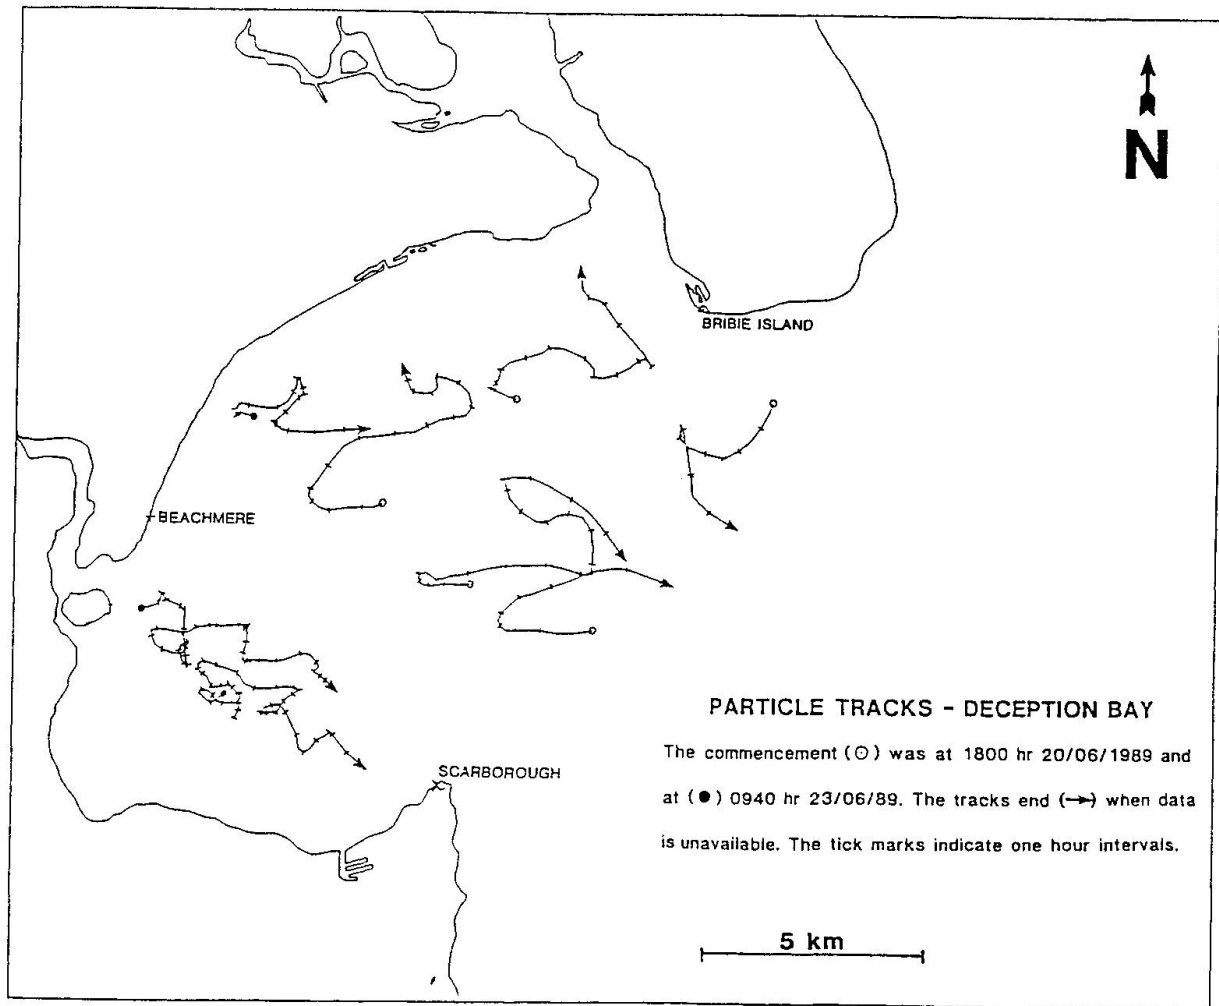 N
BRIBIE ISLAND
BEACHMERE
PARTICLE TRACKS - DECEPTION BAY
The commencement (⊙) was at 1800 hr 20/06/1989 and
at (●) 0940 hr 23/06/89. The tracks end (→) when data
is unavailable. The tick marks indicate one hour intervals.
SCARBOROUGH
5 km